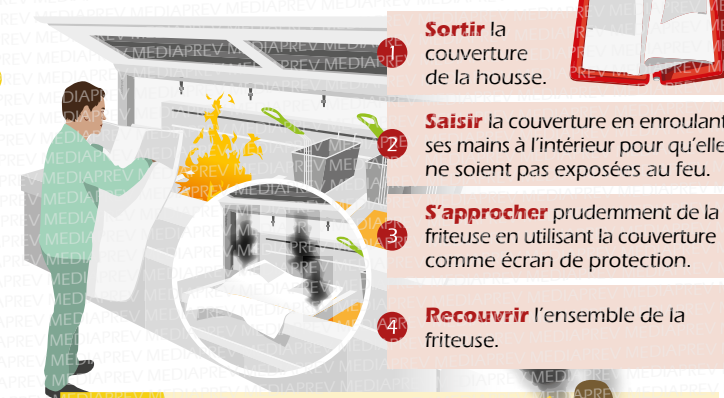 1
Sortir la
couverture
de la housse.
2
Saisir la couverture en enroulant
ses mains à l'intérieur pour qu'elle
ne soient pas exposées au feu.
3
S'approcher prudemment de la
friteuse en utilisant la couverture
comme écran de protection.
4
Recouvrir l'ensemble de la
friteuse.
MEDIAPREV